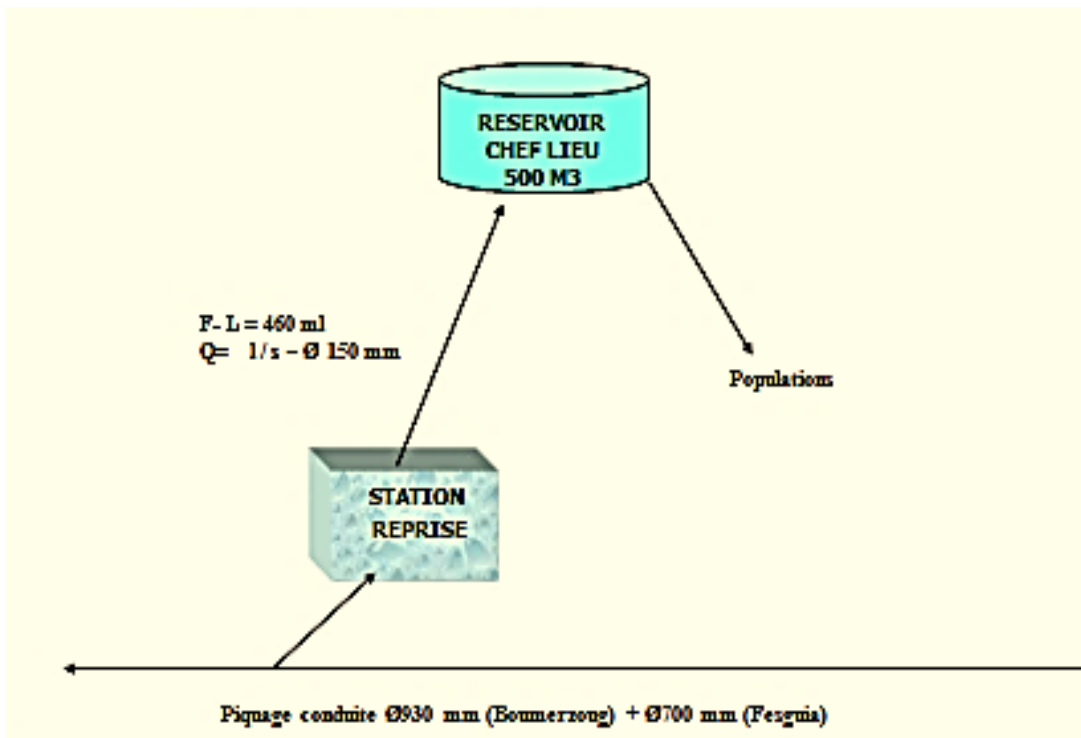 RESERVOIR
CHEF LIEU
500 M3
F- L = 460 ml
Q= l/s – Ø 150 mm
Populations
STATION
REPRISE
Piquage conduite Ø930 mm (Boumerzoug) + Ø700 mm (Fesguia)